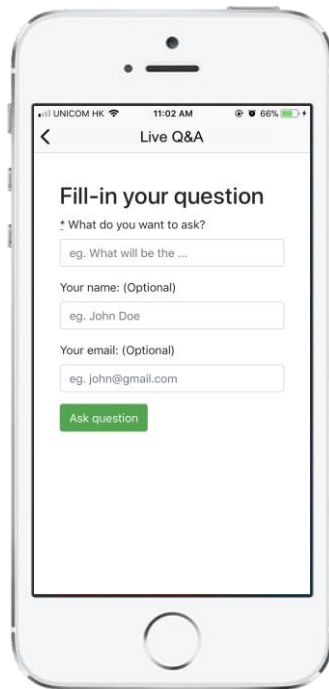 UNICOM HK 11:02 AM 66%
Live Q&A
Fill-in your question
* What do you want to ask?
eg. What will be the ...
Your name: (Optional)
eg. John Doe
Your email: (Optional)
eg. john@gmail.com
Ask question